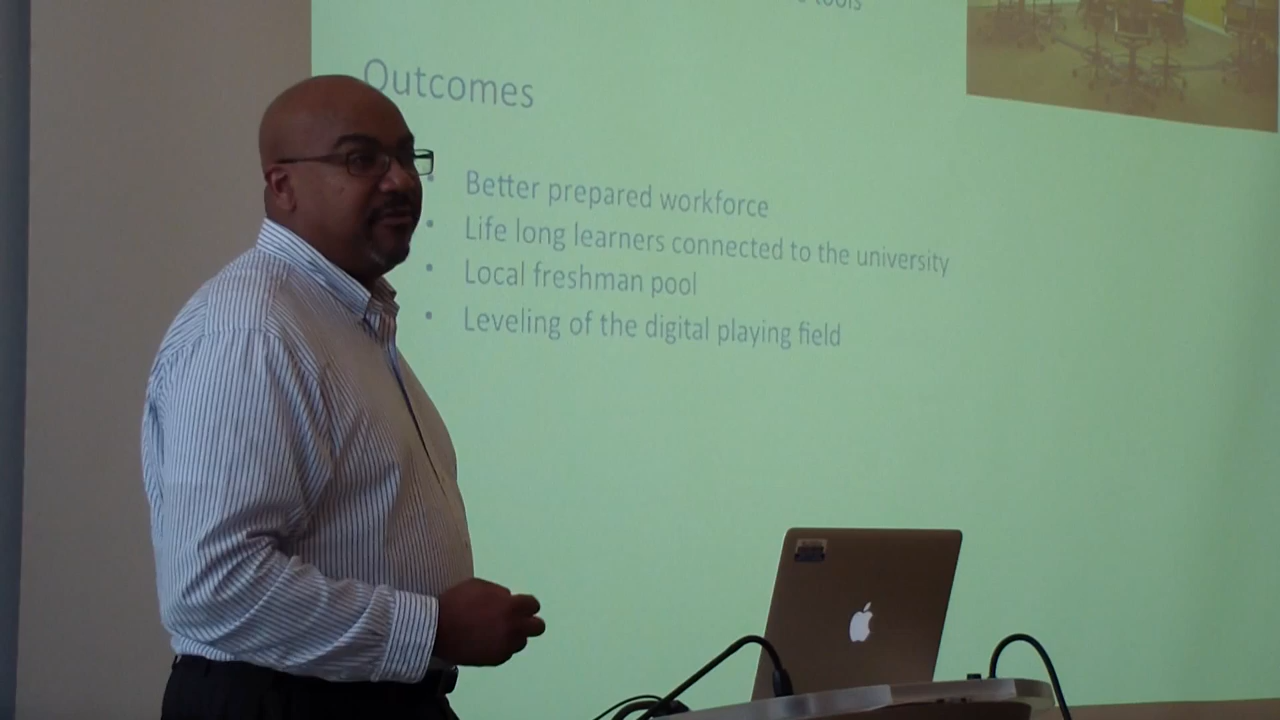 tools
Outcomes
• Better prepared workforce
• Life long learners connected to the university
• Local freshman pool
• Leveling of the digital playing field